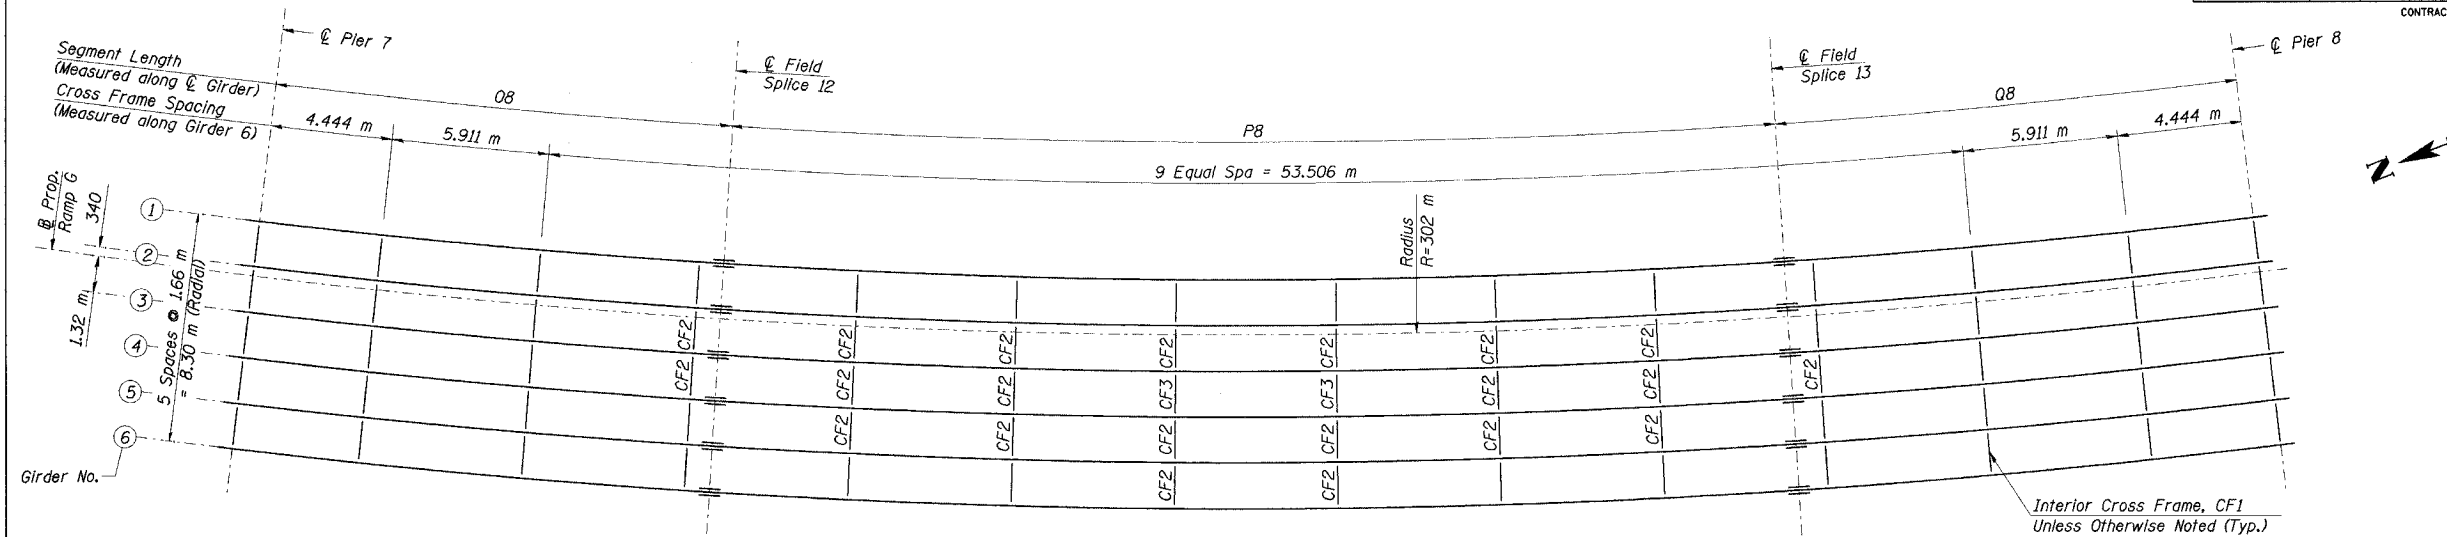 CONTRAC
℄ Pier 7
℄ Field
Splice 12
℄ Field
Splice 13
℄ Pier 8
Segment Length
(Measured along ℄ Girder)
Cross Frame Spacing
(Measured along Girder 6)
O8
P8
Q8
4.444 m
5.911 m
9 Equal Spa = 53.506 m
5.911 m
4.444 m
N
Prop.
Ramp G
340
1.32 m
5 Spaces @ 1.66 m
= 8.30 m (Radial)
Radius
R=302 m
1
2
3
4
5
6
Girder No.
CF2 CF2 CF2 CF2 CF2 CF2 CF2
CF2 CF2 CF2 CF3 CF3 CF2 CF2 CF2
CF2 CF2 CF2 CF2 CF2 CF2
CF2 CF2
Interior Cross Frame, CF1
Unless Otherwise Noted (Typ.)